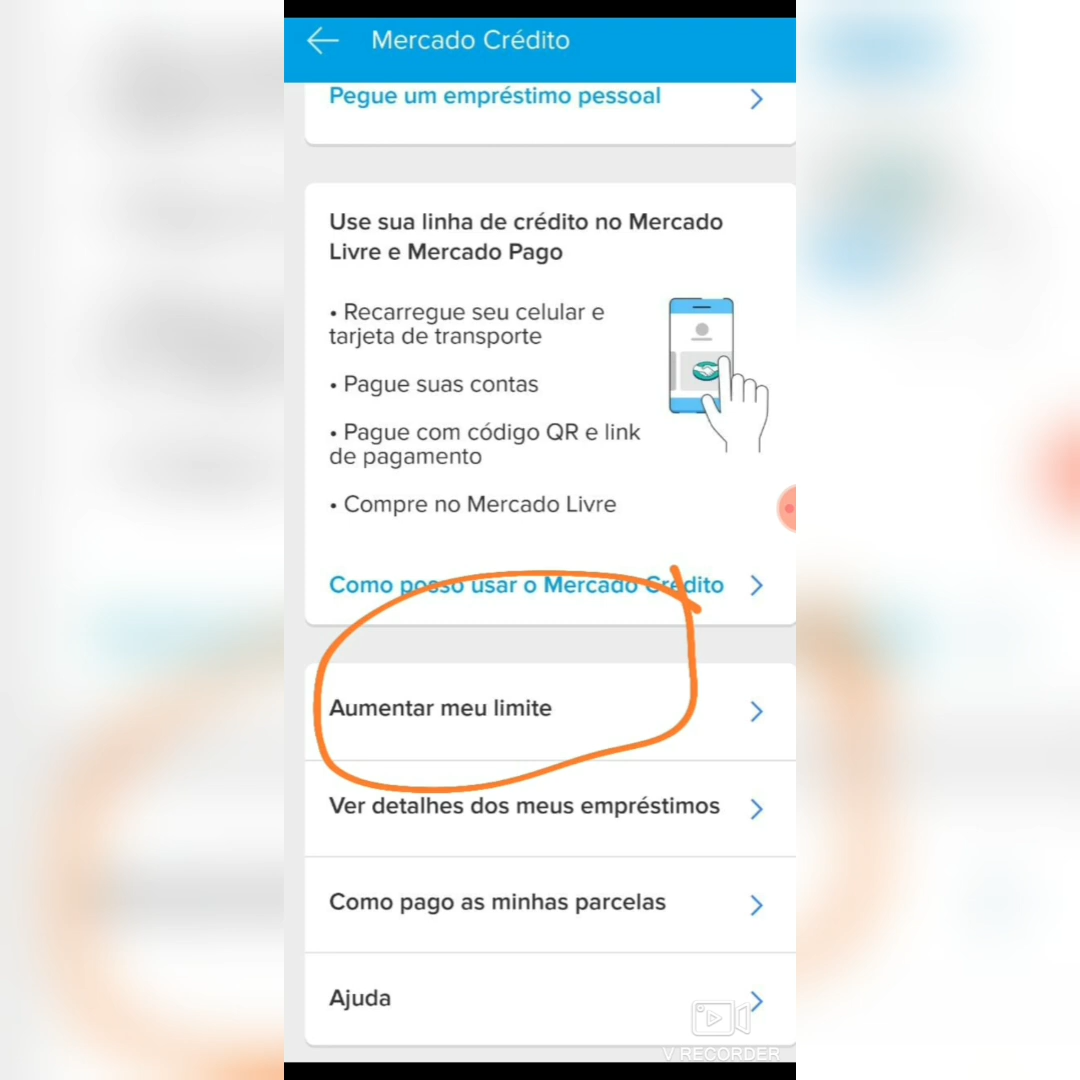 Mercado Crédito
Pegue um empréstimo pessoal
Use sua linha de crédito no Mercado
Livre e Mercado Pago
• Recarregue seu celular e
tarjeta de transporte
• Pague suas contas
• Pague com código QR e link
de pagamento
• Compre no Mercado Livre
Como posso usar o Mercado Crédito
Aumentar meu limite
Ver detalhes dos meus empréstimos
Como pago as minhas parcelas
Ajuda
V RECORDER